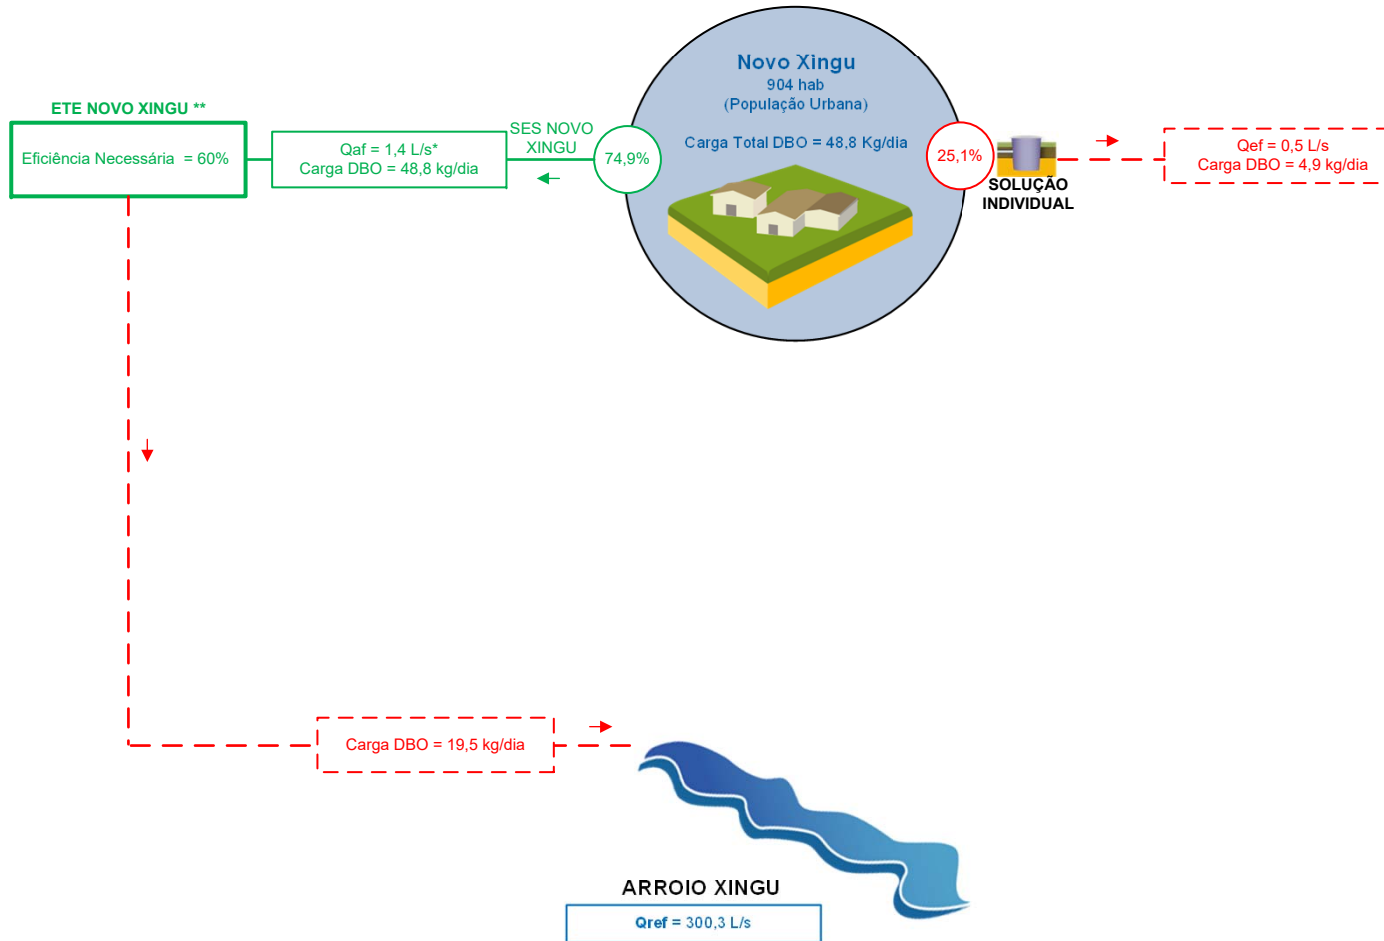 Novo Xingu
904 hab
(População Urbana)
Carga Total DBO = 48,8 Kg/dia
ETE NOVO XINGU **
Eficiência Necessária = 60%
Qaf = 1,4 L/s*
Carga DBO = 48,8 kg/dia
SES NOVO
XINGU
74,9%
25,1%
SOLUÇÃO
INDIVIDUAL
Qef = 0,5 L/s
Carga DBO = 4,9 kg/dia
Carga DBO = 19,5 kg/dia
ARROIO XINGU
Qref = 300,3 L/s